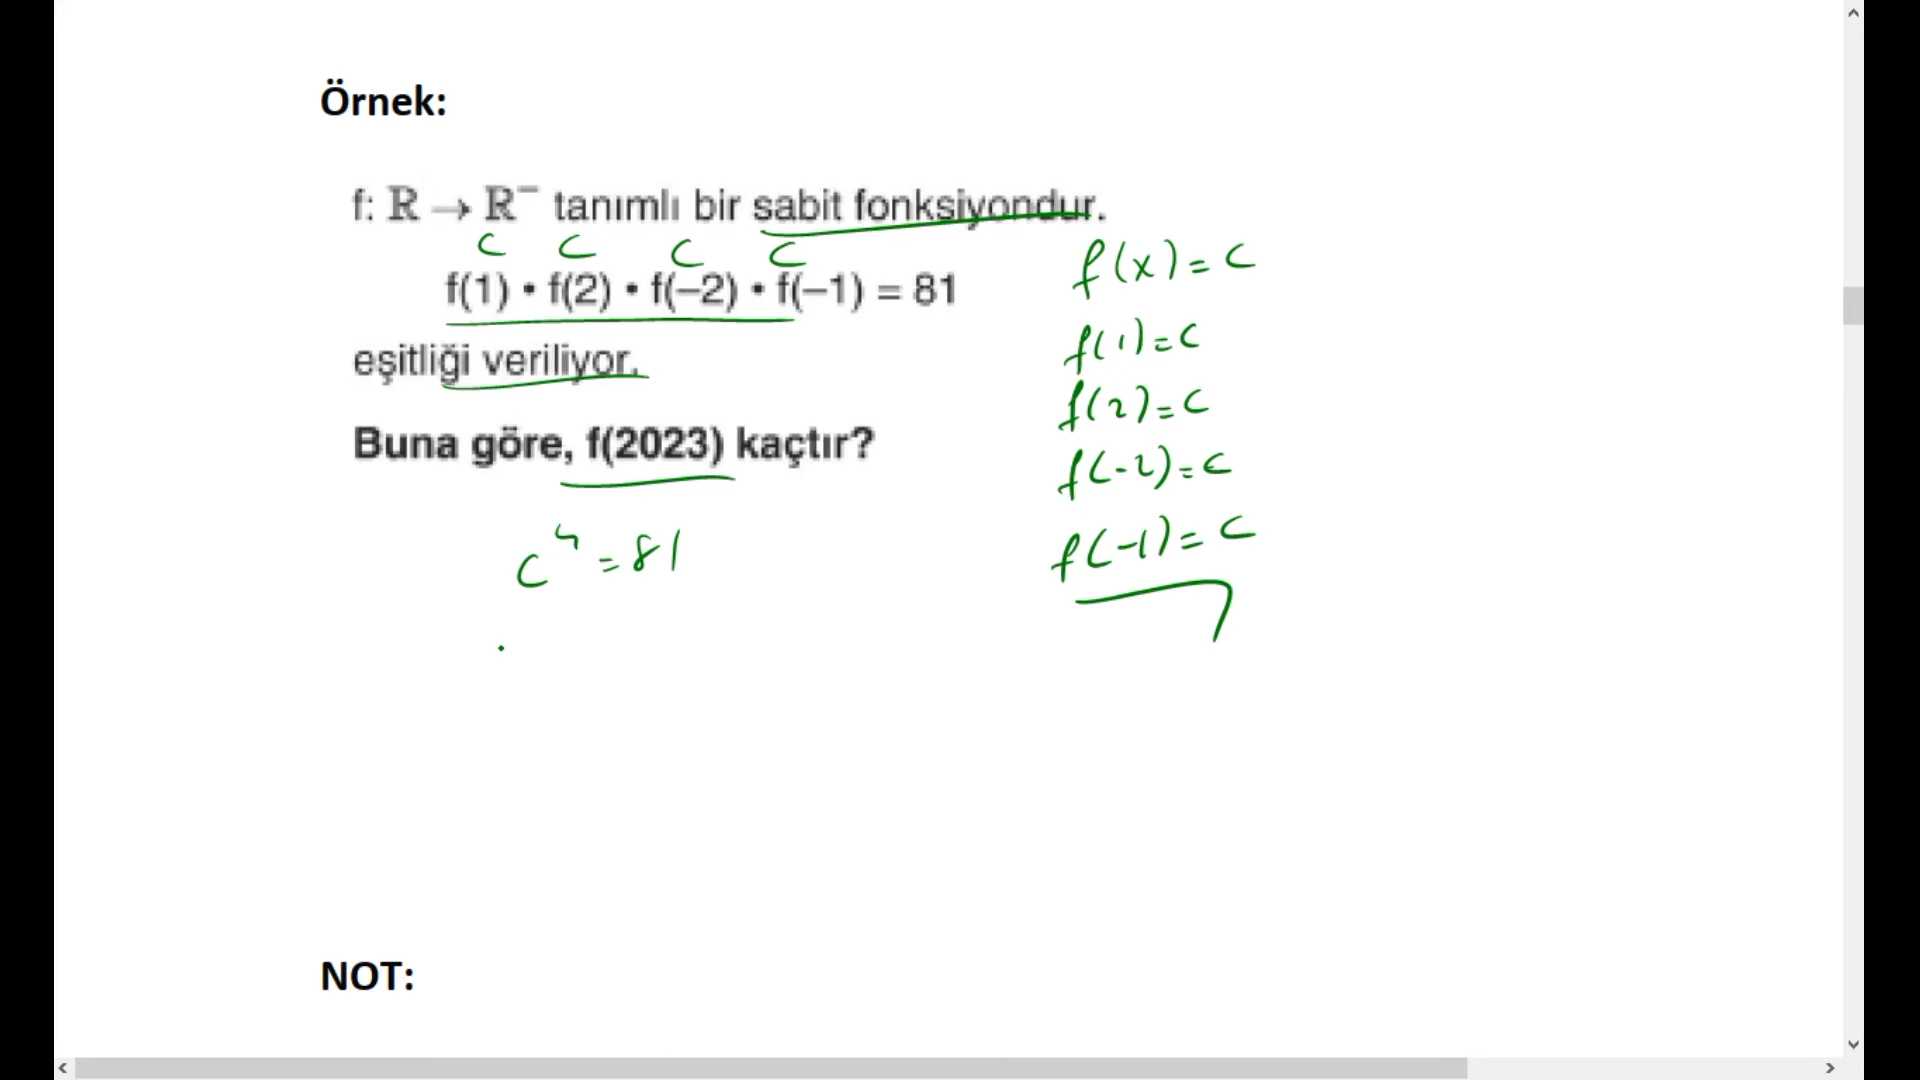 Örnek:
f: ℝ → ℝ⁻ tanımlı bir sabit fonksiyondur.
c c c c
f(1) • f(2) • f(–2) • f(–1) = 81
eşitliği veriliyor.
Buna göre, f(2023) kaçtır?
c⁴ = 81
f(x) = c
f(1) = c
f(2) = c
f(-2) = c
f(-1) = c
NOT: